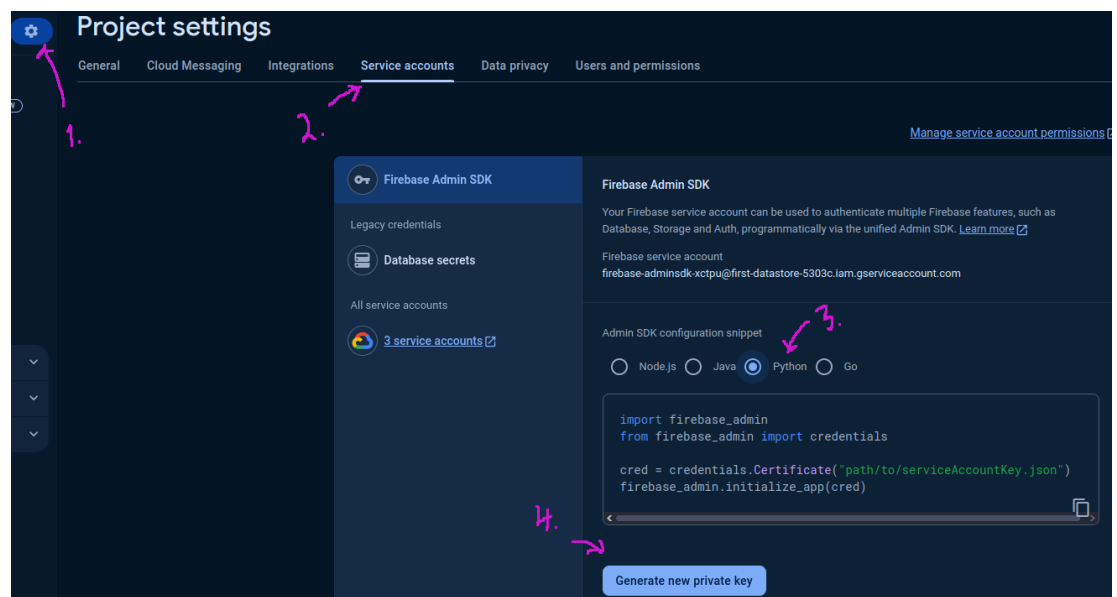 Project settings
General Cloud Messaging Integrations Service accounts Data privacy Users and permissions
1.
2.
Manage service account permissions
Firebase Admin SDK
Legacy credentials
Database secrets
All service accounts
3 service accounts
Firebase Admin SDK
Your Firebase service account can be used to authenticate multiple Firebase features, such as
Database, Storage and Auth, programmatically via the unified Admin SDK. Learn more
Firebase service account
firebase-adminsdk-xctpu@first-datastore-5303c.iam.gserviceaccount.com
3.
Admin SDK configuration snippet
Node.js Java Python Go
import firebase_admin
from firebase_admin import credentials
cred = credentials.Certificate("path/to/serviceAccountKey.json")
firebase_admin.initialize_app(cred)
4.
Generate new private key